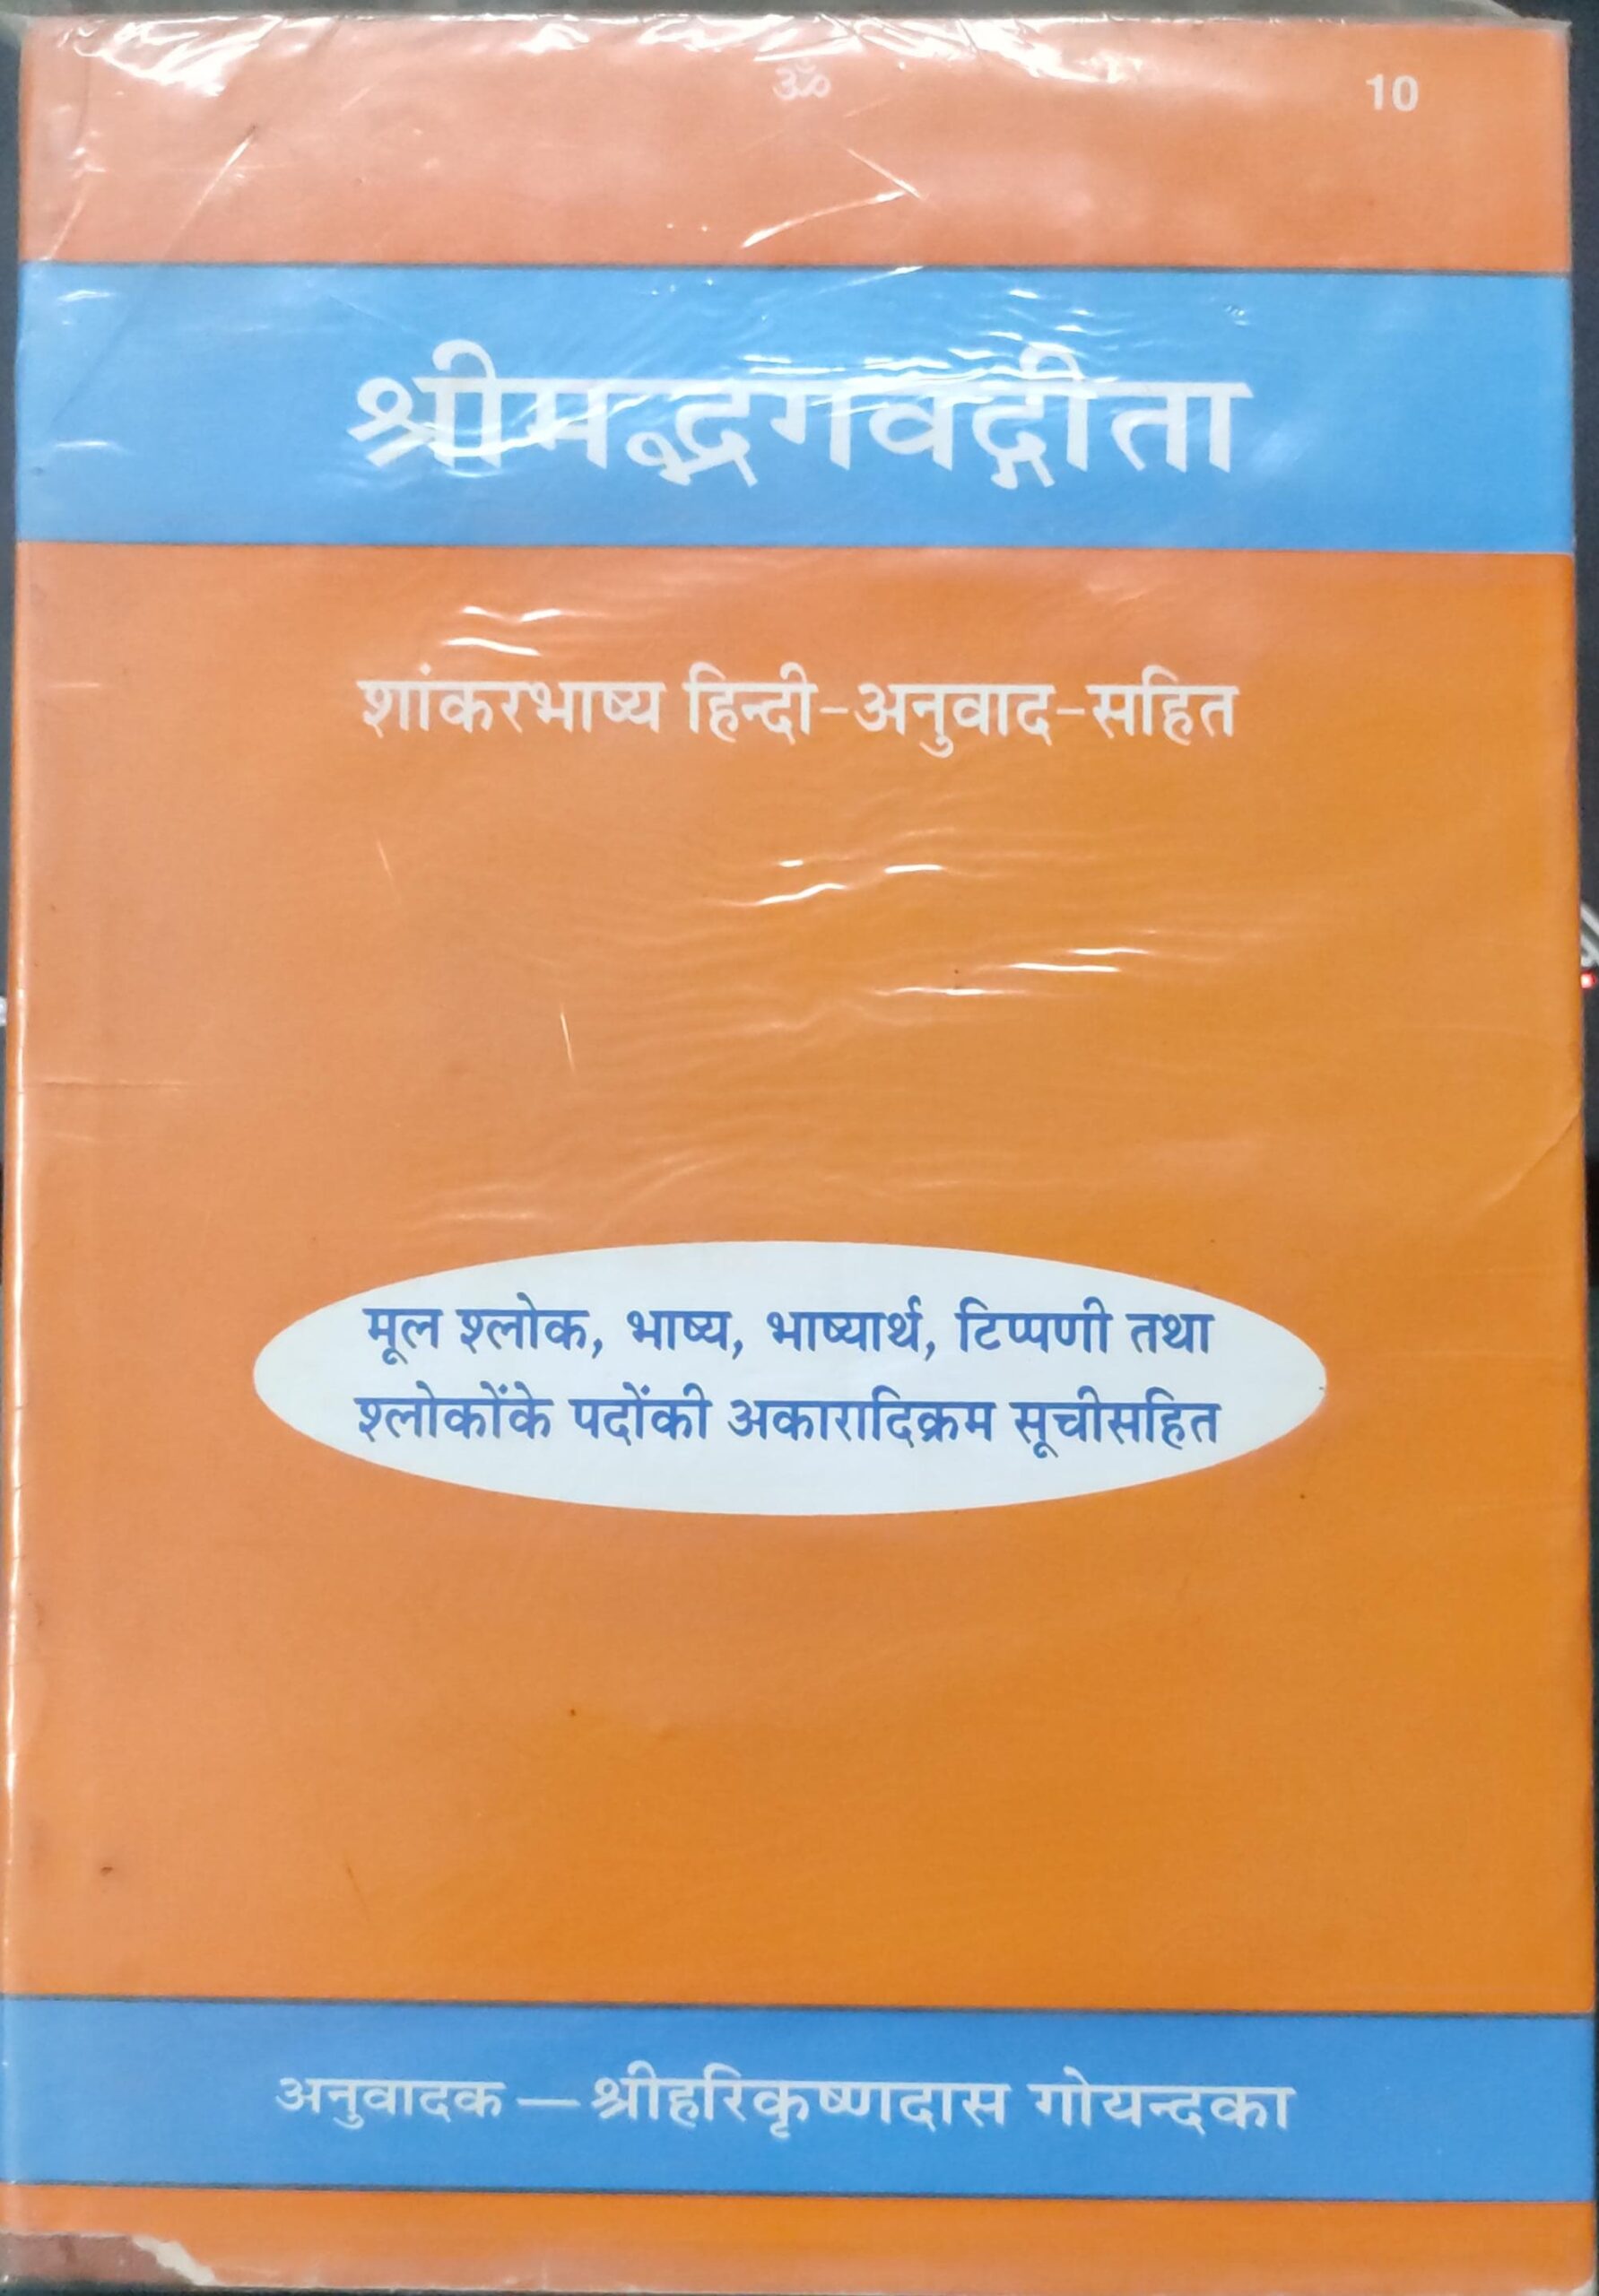 ॐ
10
श्रीमद्भगवद्गीता
शांकरभाष्य हिन्दी-अनुवाद-सहित
मूल श्लोक, भाष्य, भाष्यार्थ, टिप्पणी तथा
श्लोकोंके पदोंकी अकारादिक्रम सूचीसहित
अनुवादक — श्रीहरिकृष्णदास गोयन्दका